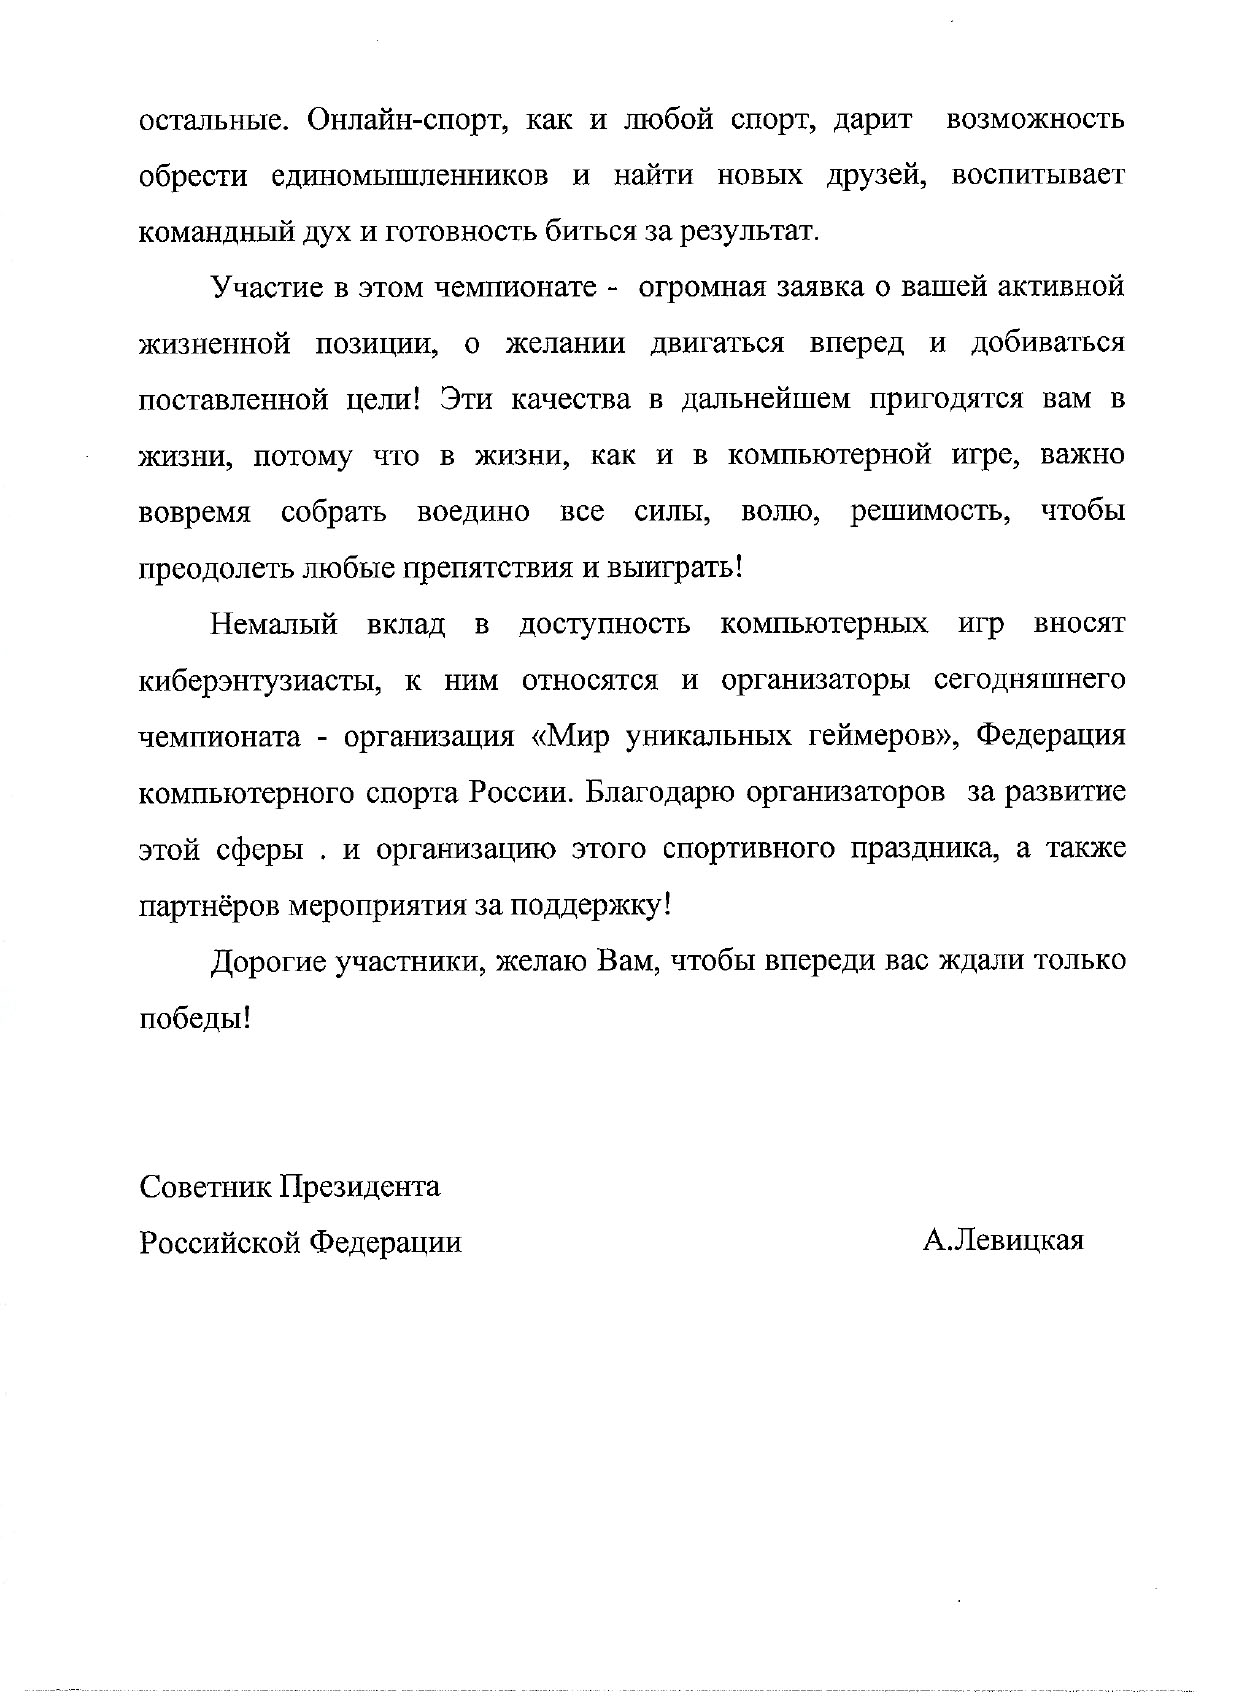 остальные. Онлайн-спорт, как и любой спорт, дарит возможность
обрести единомышленников и найти новых друзей, воспитывает
командный дух и готовность биться за результат.
Участие в этом чемпионате - огромная заявка о вашей активной
жизненной позиции, о желании двигаться вперед и добиваться
поставленной цели! Эти качества в дальнейшем пригодятся вам в
жизни, потому что в жизни, как и в компьютерной игре, важно
вовремя собрать воедино все силы, волю, решимость, чтобы
преодолеть любые препятствия и выиграть!
Немалый вклад в доступность компьютерных игр вносят
киберэнтузиасты, к ним относятся и организаторы сегодняшнего
чемпионата - организация «Мир уникальных геймеров», Федерация
компьютерного спорта России. Благодарю организаторов за развитие
этой сферы . и организацию этого спортивного праздника, а также
партнёров мероприятия за поддержку!
Дорогие участники, желаю Вам, чтобы впереди вас ждали только
победы!
Советник Президента
Российской Федерации А.Левицкая